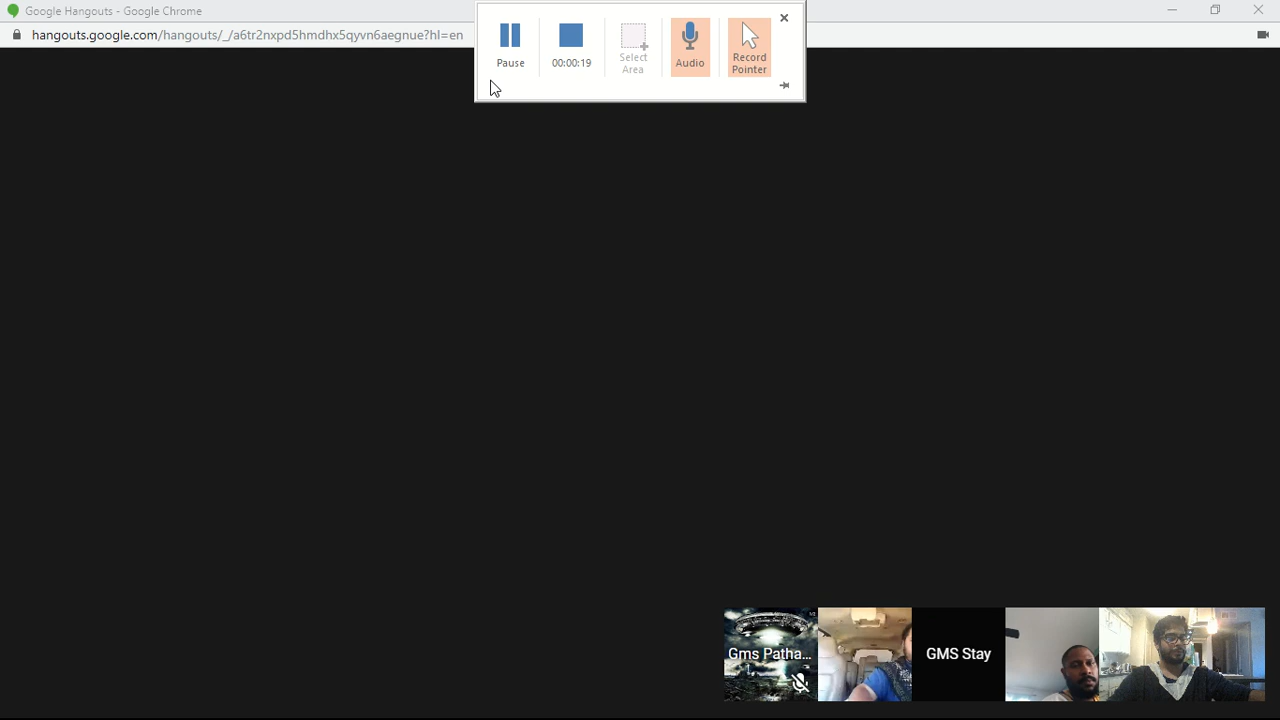 Google Hangouts - Google Chrome
hangouts.google.com/hangouts/_/a6tr2nxpd5hmdhx5qyvn6aegnue?hl=en
Pause
00:00:19
Select
Area
Audio
Record
Pointer
Gms Patha...
GMS Stay